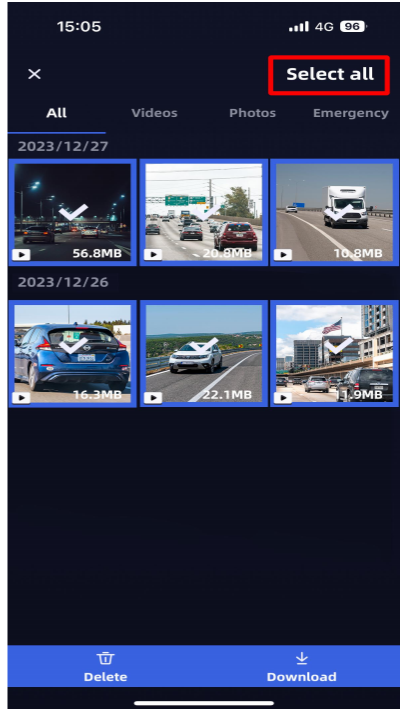 15:05 4G 96
× Select all
All Videos Photos Emergency
2023/12/27
56.8MB 20.8MB 10.8MB
2023/12/26
16.3MB 22.1MB 11.9MB
Delete Download